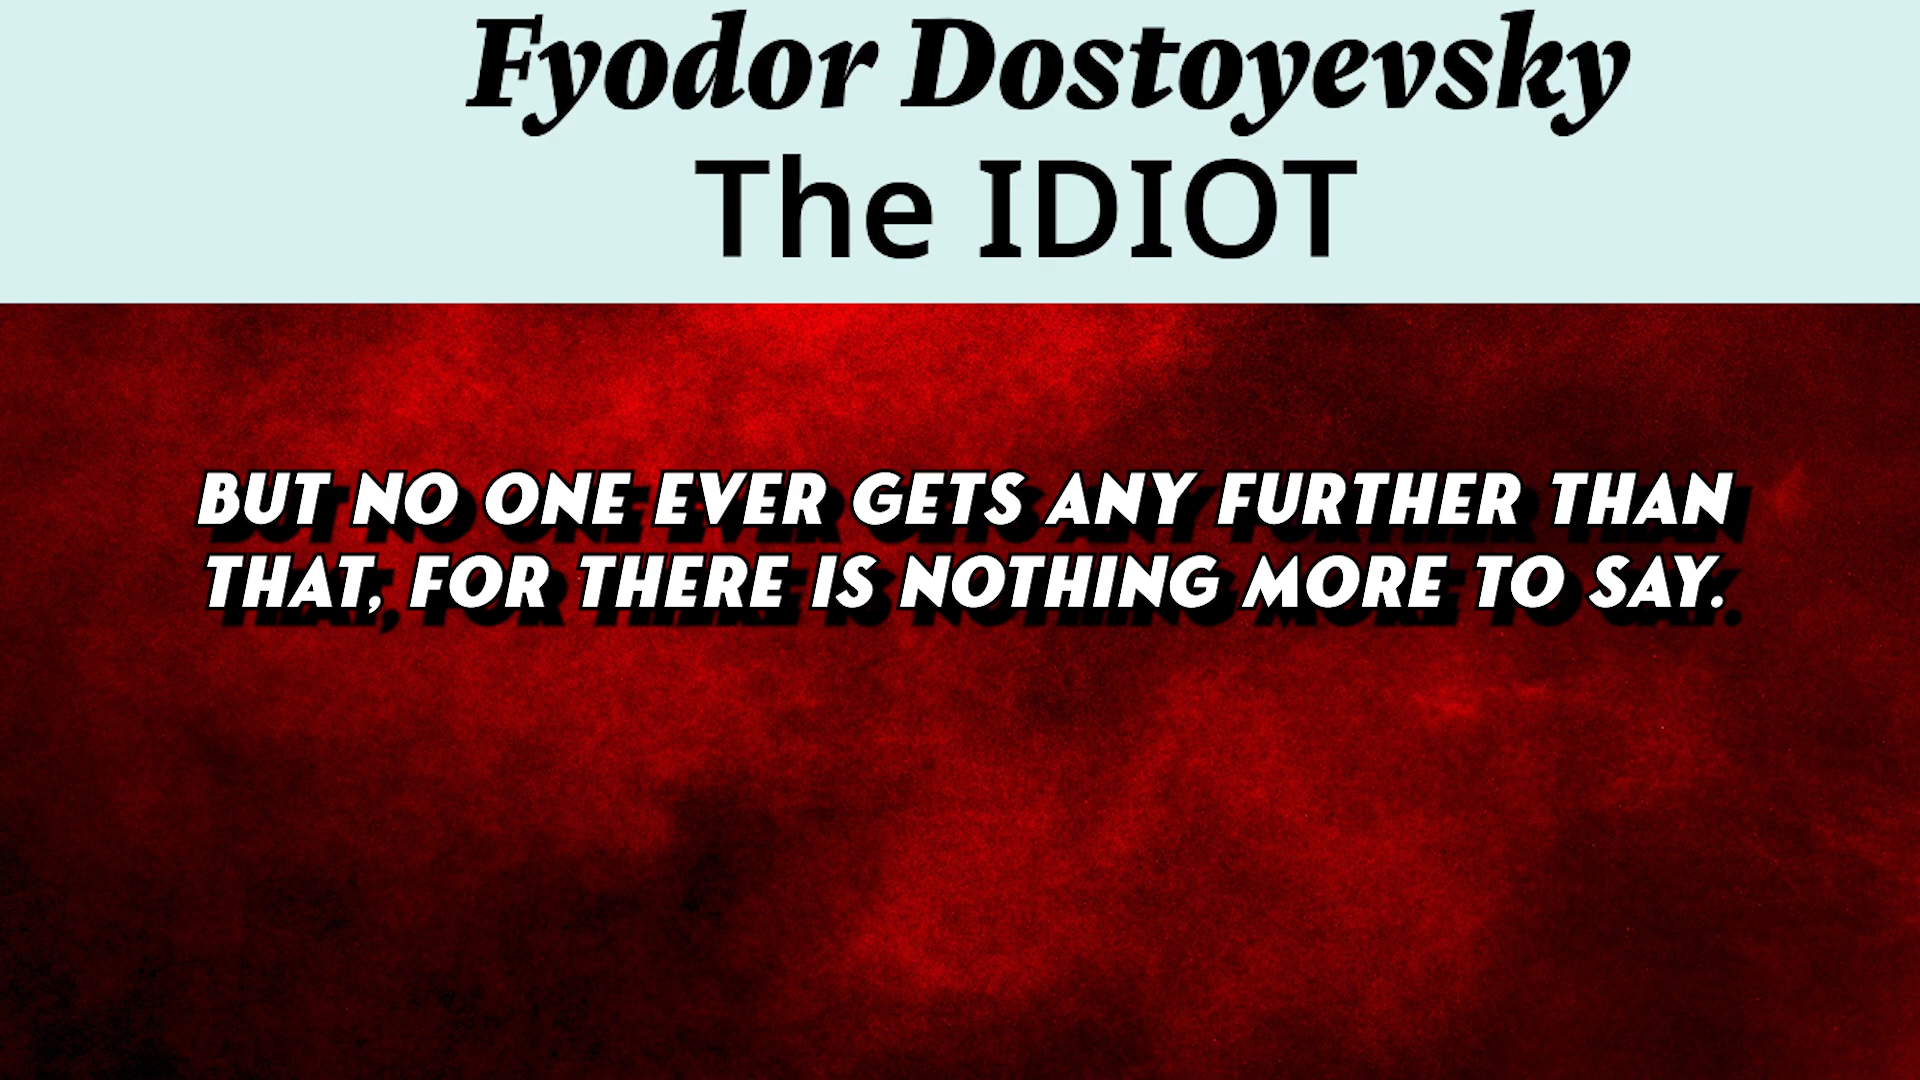 Fyodor Dostoyevsky
The IDIOT
BUT NO ONE EVER GETS ANY FURTHER THAN
THAT, FOR THERE IS NOTHING MORE TO SAY.